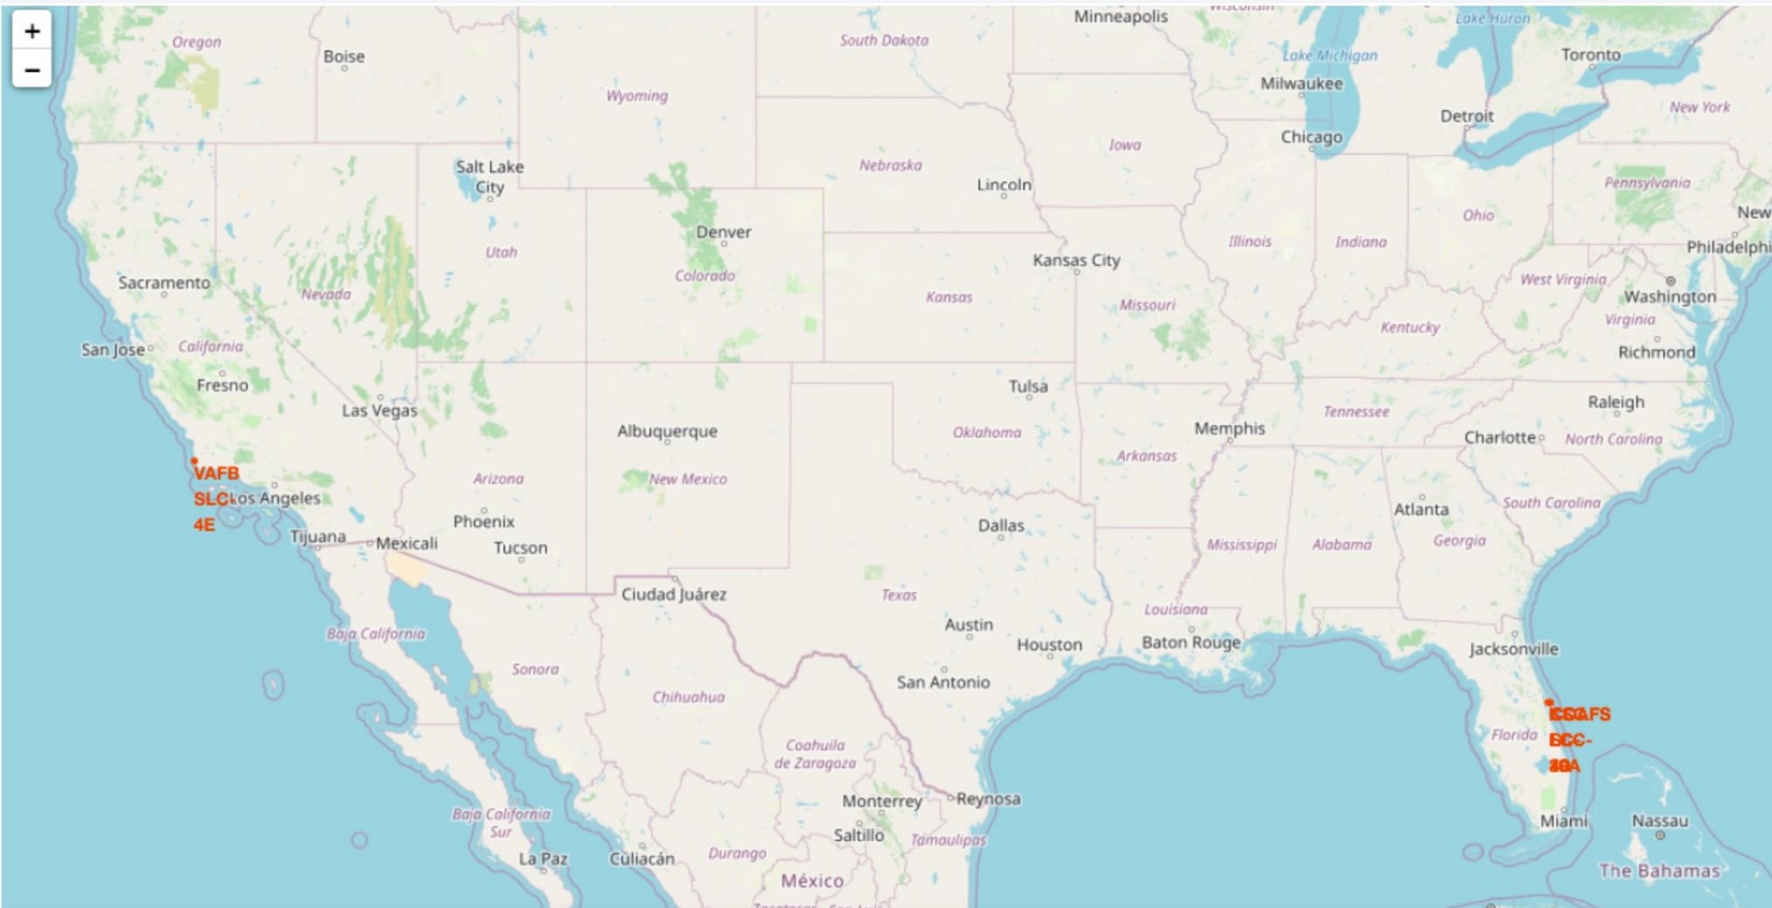 +
−
Oregon
Boise
South Dakota
Minneapolis
Wisconsin
Lake Michigan
Lake Huron
Toronto
Milwaukee
Wyoming
Detroit
New York
Chicago
Iowa
Salt Lake
City
Nebraska
Lincoln
Pennsylvania
Ohio
New
Denver
Utah
Illinois
Indiana
Philadelphi
Kansas City
Colorado
Sacramento
Nevada
Kansas
Missouri
West Virginia
Washington
Virginia
Kentucky
San Jose
California
Richmond
Fresno
Las Vegas
Tulsa
Raleigh
Tennessee
Albuquerque
Oklahoma
Memphis
Charlotte
North Carolina
Arkansas
VAFB
SLC-
4E
Los Angeles
Arizona
New Mexico
South Carolina
Atlanta
Phoenix
Dallas
Tijuana
Mexicali
Tucson
Mississippi
Alabama
Georgia
Ciudad Juárez
Texas
Louisiana
Baja California
Austin
Houston
Baton Rouge
Jacksonville
Sonora
Chihuahua
San Antonio
Florida
Coahuila
de Zaragoza
Monterrey
Reynosa
Baja California
Sur
Saltillo
Tamaulipas
Miami
Nassau
La Paz
Culiacán
Durango
México
The Bahamas